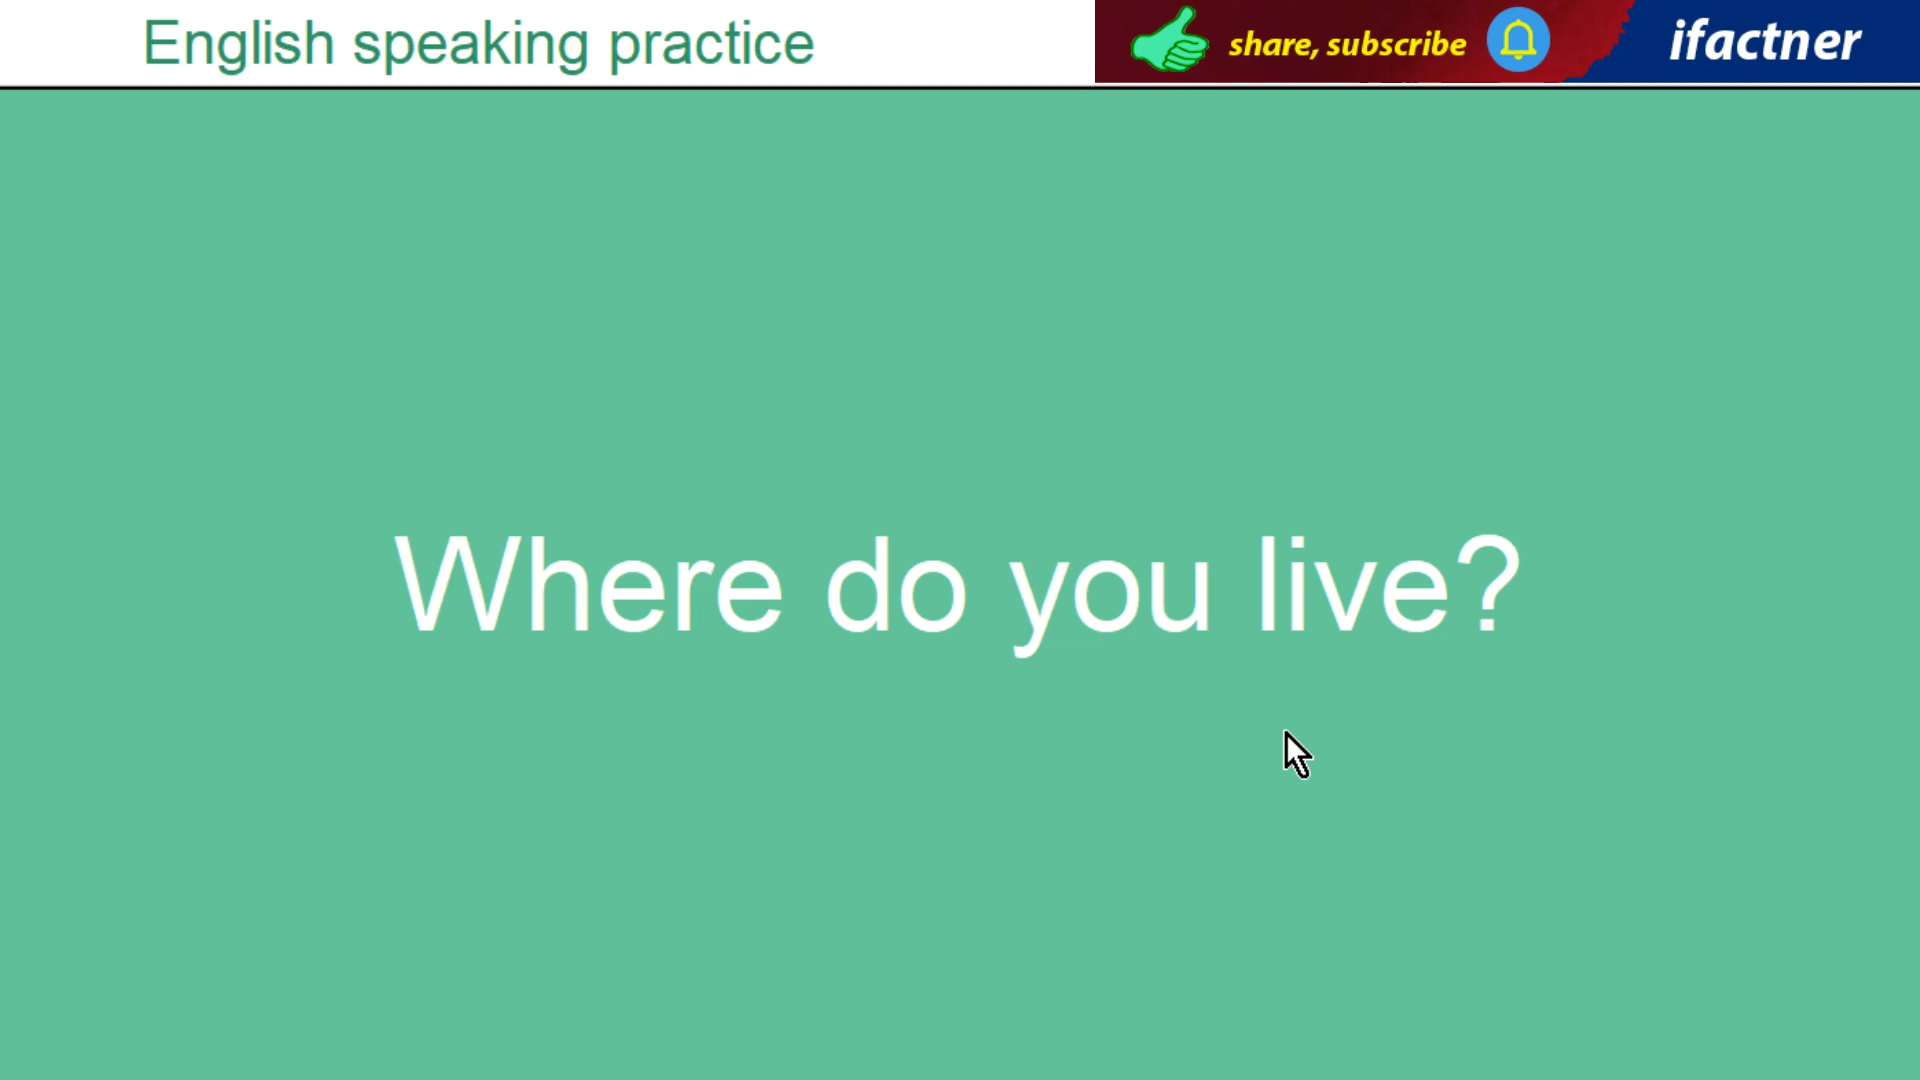 English speaking practice
share, subscribe
ifactner
Where do you live?